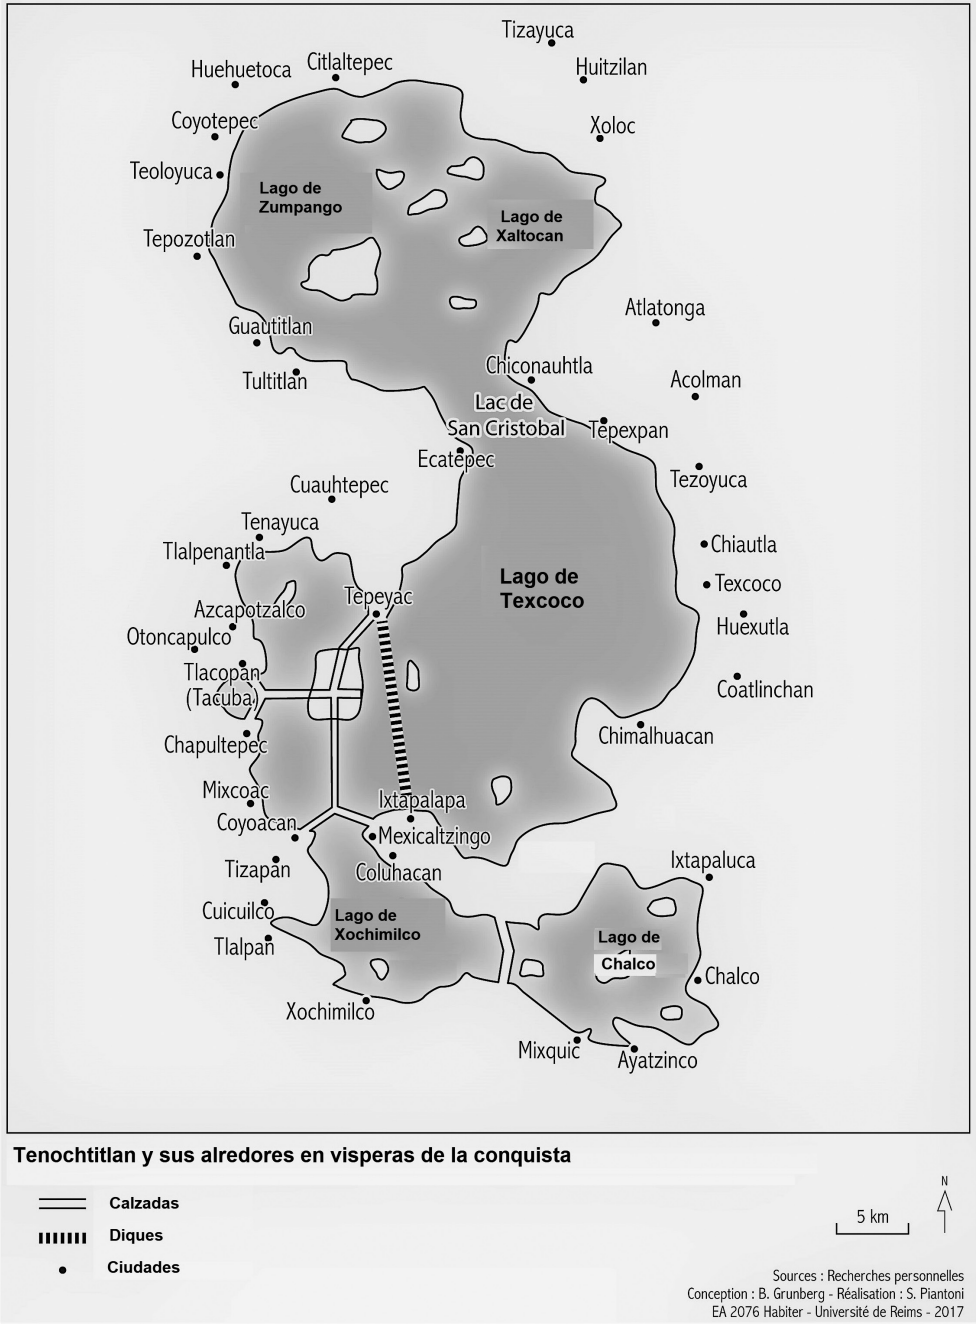 Tizayuca
Citlaltepec
Huehuetoca
Huitzilan
Coyotepec
Xoloc
Teoloyuca
Lago de
Zumpango
Lago de
Xaltocan
Tepozotlan
Atlatonga
Guautitlan
Chiconauhtla
Tultitlan
Acolman
Lac de
San Cristobal
Tepexpan
Ecatepec
Tezoyuca
Cuauhtepec
Tenayuca
Chiautla
Tlalpenantla
Lago de
Texcoco
Texcoco
Tepeyac
Azcapotzalco
Huexutla
Otoncapulco
Tlacopan
(Tacuba)
Coatlinchan
Chimalhuacan
Chapultepec
Mixcoac
Ixtapalapa
Coyoacan
Mexicaltzingo
Ixtapaluca
Tizapan
Coluhacan
Cuicuilco
Lago de
Xochimilco
Tlalpan
Lago de
Chalco
Chalco
Xochimilco
Mixquic
Ayatzinco
Tenochtitlan y sus alredores en visperas de la conquista
Calzadas
Diques
Ciudades
N
5 km
Sources : Recherches personnelles
Conception : B. Grunberg - Réalisation : S. Piantoni
EA 2076 Habiter - Université de Reims - 2017